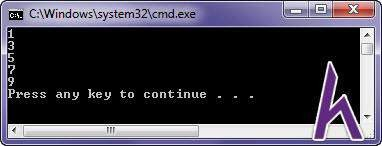 C:\Windows\system32\cmd.exe
1
3
5
7
9
Press any key to continue . . .